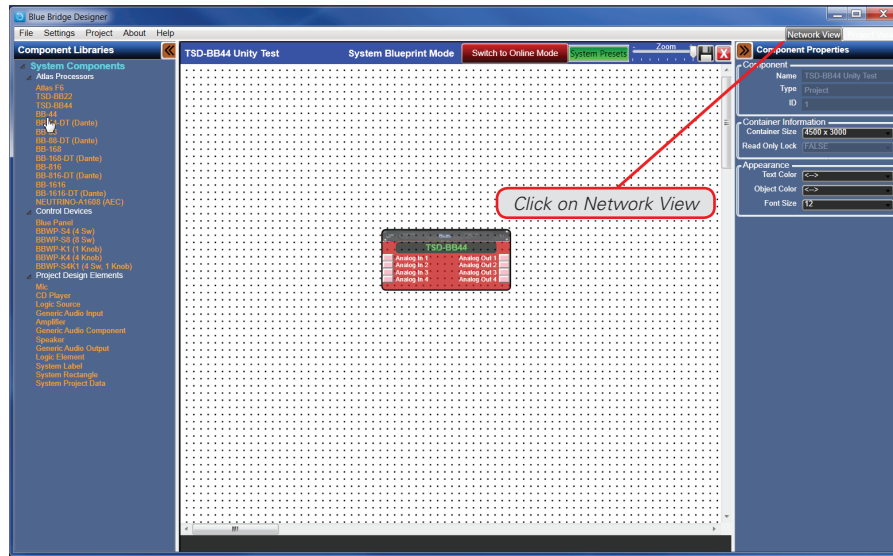 Blue Bridge Designer
File Settings Project About Help
Network View
Component Libraries
System Components
Atlas Processors
Atlas F6
TSD-BB22
TSD-BB44
BB-44
-DT (Dante)
BB-88-DT (Dante)
BB-168
BB-168-DT (Dante)
BB-816
BB-816-DT (Dante)
BB-1616
BB-1616-DT (Dante)
NEUTRINO-A1608 (AEC)
Control Devices
Blue Panel
BBWP-S4 (4 Sw)
BBWP-S8 (8 Sw)
BBWP-K1 (1 Knob)
BBWP-K4 (4 Knob)
BBWP-S4K1 (4 Sw, 1 Knob)
Project Design Elements
Mic
CD Player
Logic Source
Generic Audio Input
Amplifier
Generic Audio Component
Speaker
Generic Audio Output
Logic Element
System Label
System Rectangle
System Project Data
TSD-BB44 Unity Test
System Blueprint Mode
Switch to Online Mode
System Presets
Zoom
Click on Network View
TSD-BB44
Analog In 1 Analog Out 1
Analog In 2 Analog Out 2
Analog In 3 Analog Out 3
Analog In 4 Analog Out 4
Component Properties
Component
Name TSD-BB44 Unity Test
Type Project
ID 1
Container Information
Container Size 4500 x 3000
Read Only Lock FALSE
Appearance
Text Color <-->
Object Color <-->
Font Size 12